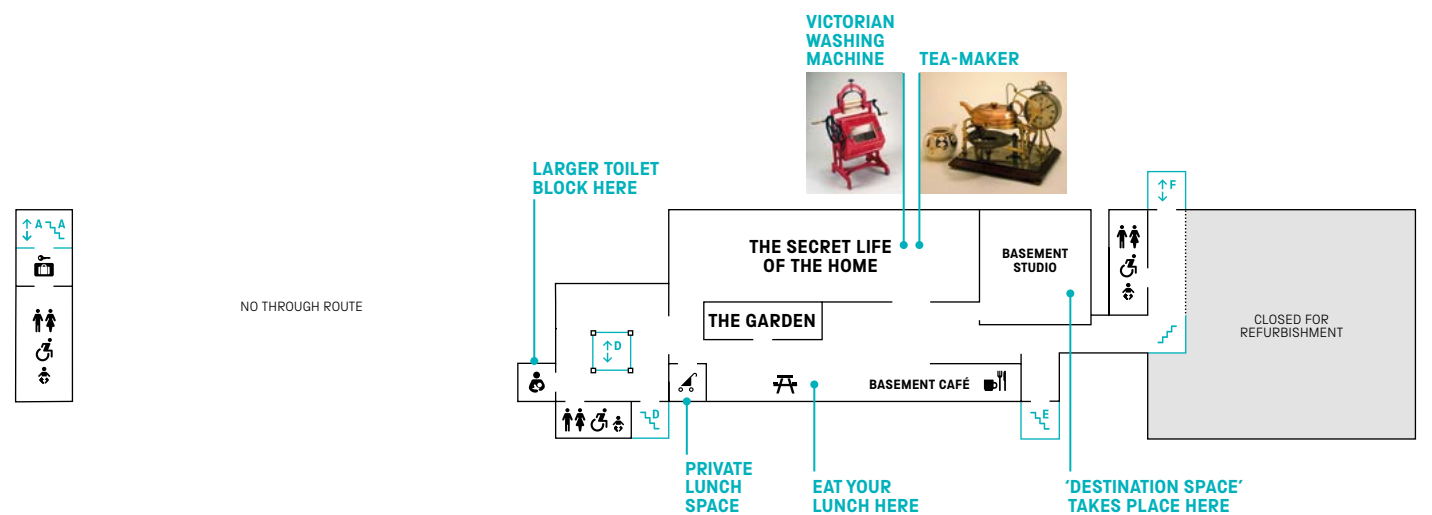 VICTORIAN
WASHING
MACHINE
TEA-MAKER
LARGER TOILET
BLOCK HERE
A A
F
THE SECRET LIFE
OF THE HOME
BASEMENT
STUDIO
NO THROUGH ROUTE
THE GARDEN
CLOSED FOR
REFURBISHMENT
D
BASEMENT CAFÉ
D
E
PRIVATE
LUNCH
SPACE
EAT YOUR
LUNCH HERE
‘DESTINATION SPACE’
TAKES PLACE HERE